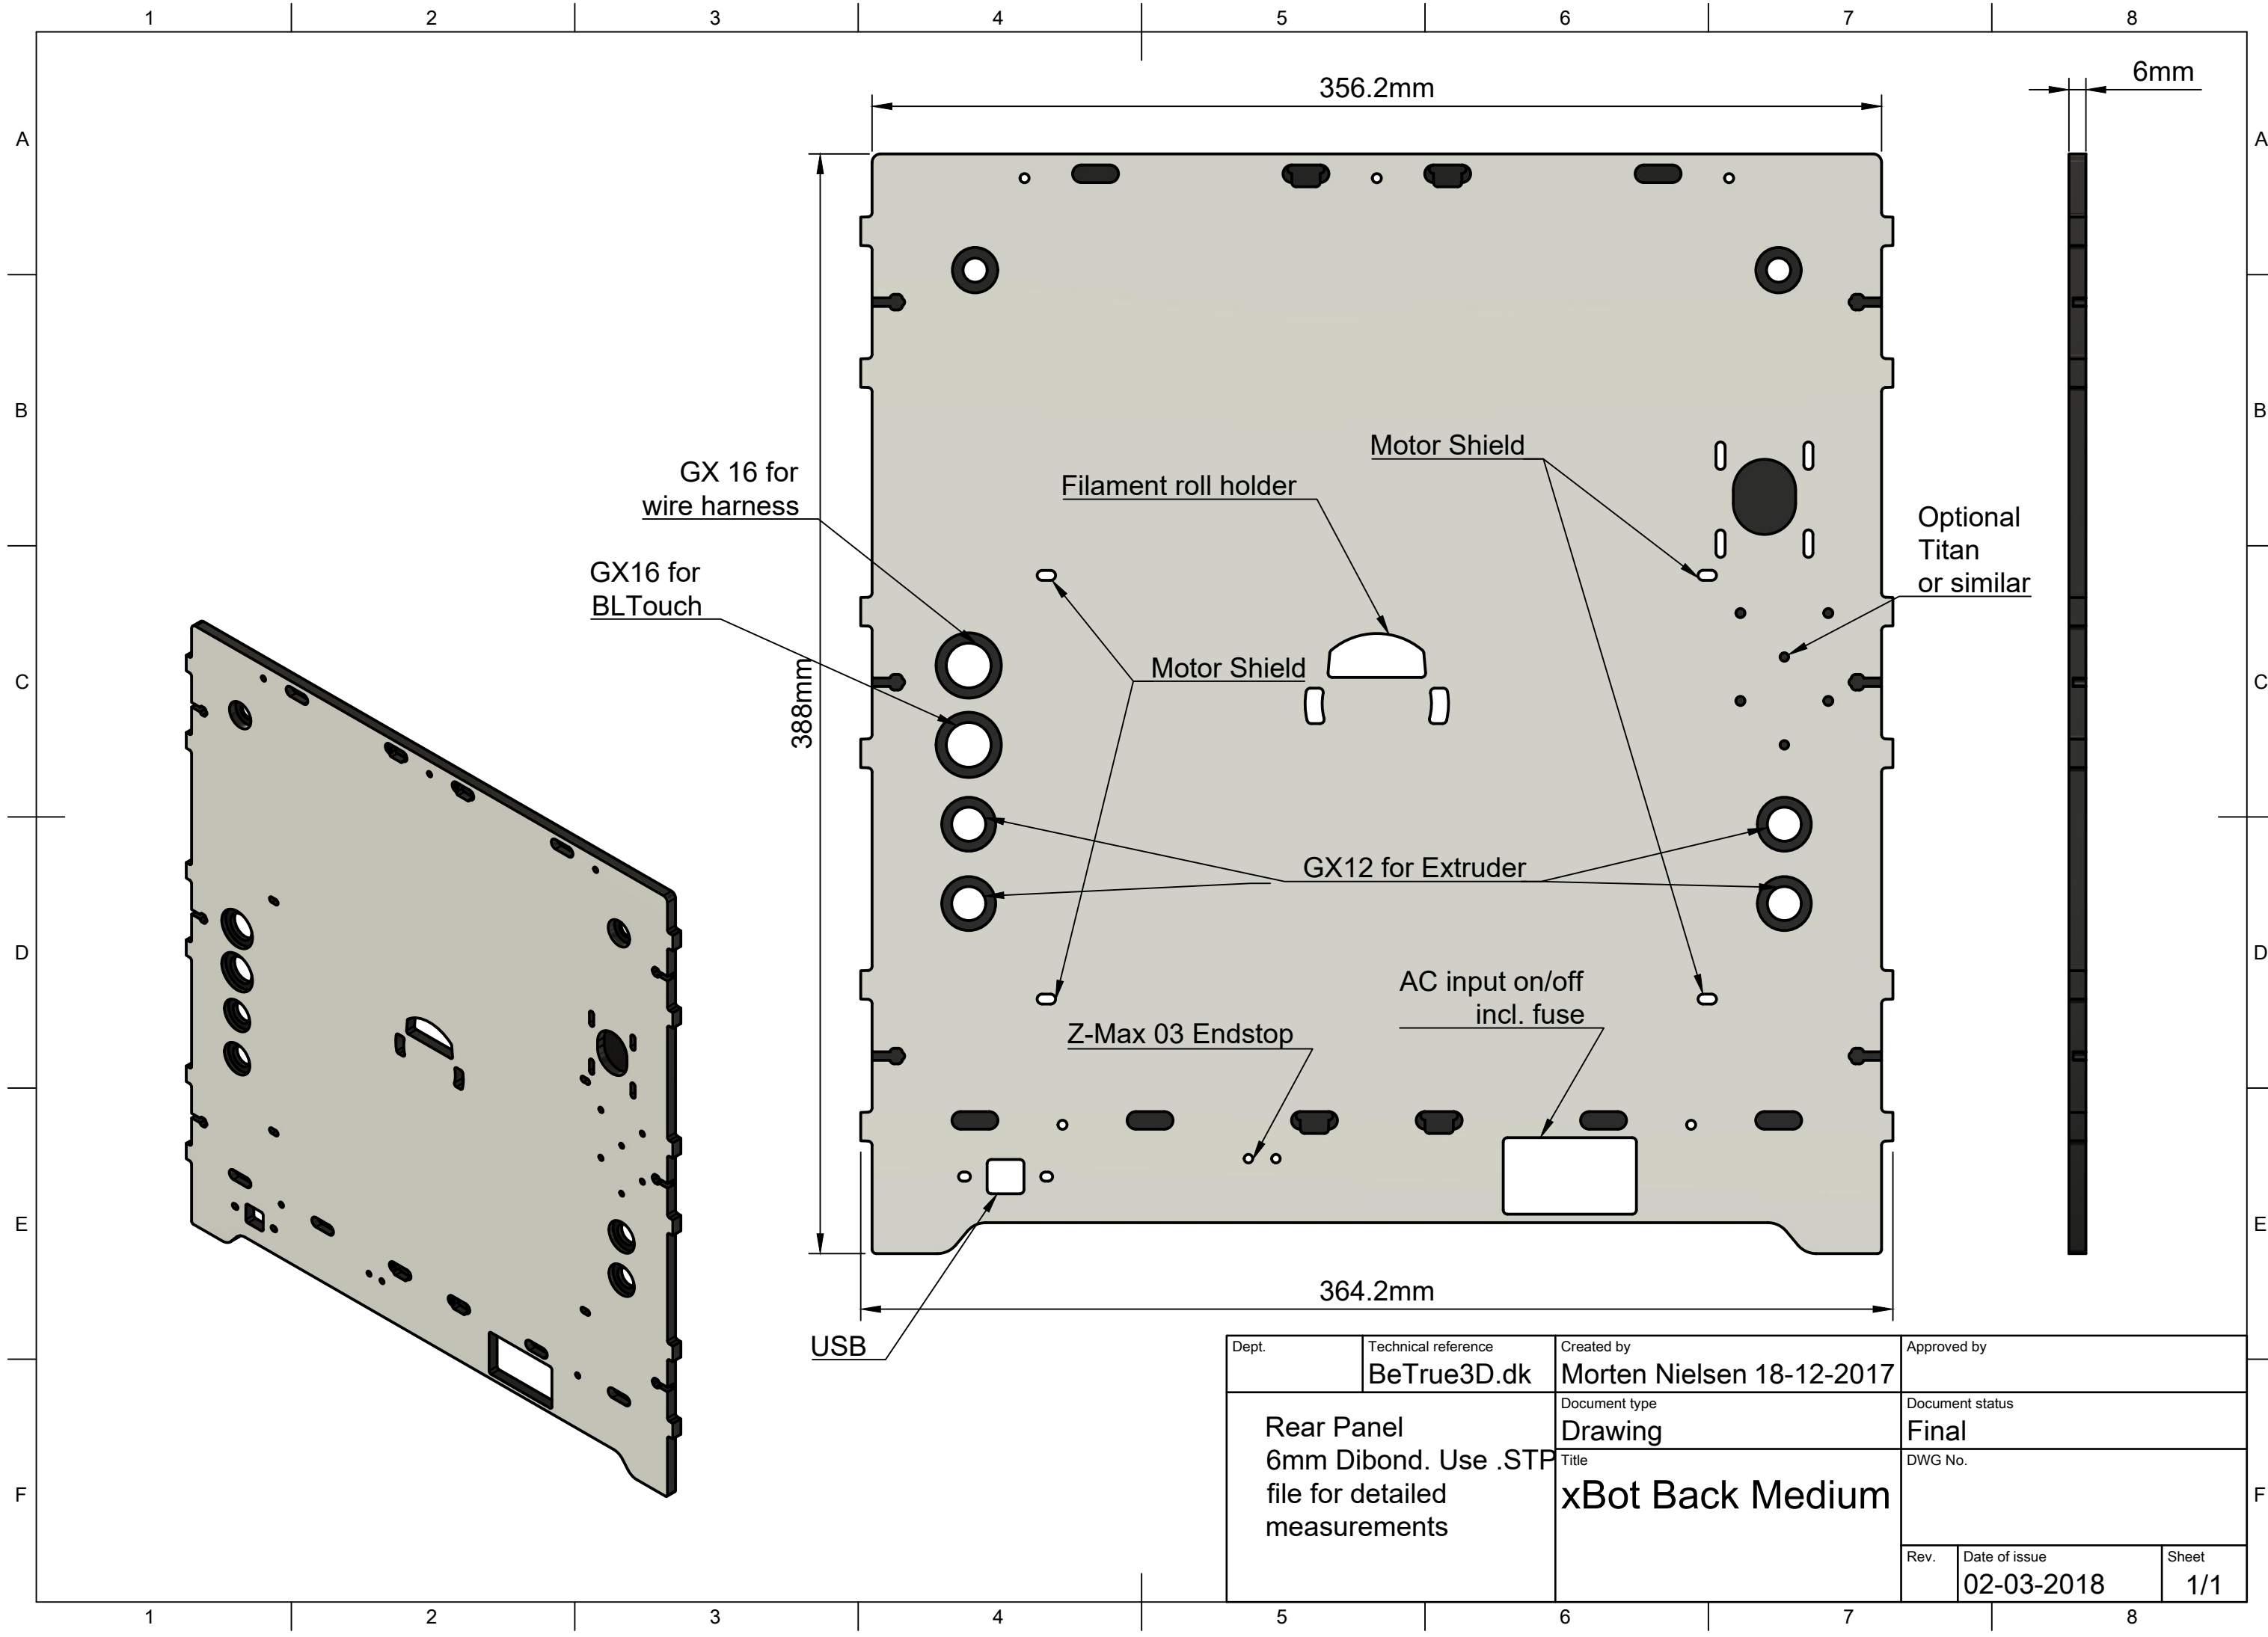 1 2 3 4 5 6 7 8
A A
B B
C C
D D
E E
F F
356.2mm
6mm
388mm
364.2mm
GX 16 for
wire harness
GX16 for
BLTouch
Filament roll holder
Motor Shield
Optional
Titan
or similar
Motor Shield
GX12 for Extruder
AC input on/off
incl. fuse
Z-Max 03 Endstop
USB
Dept.
Technical reference
BeTrue3D.dk
Created by
Morten Nielsen 18-12-2017
Approved by
Rear Panel
6mm Dibond. Use .STP
file for detailed
measurements
Document type
Drawing
Document status
Final
Title
xBot Back Medium
DWG No.
Rev.
Date of issue
02-03-2018
Sheet
1/1
1 2 3 4 5 6 7 8